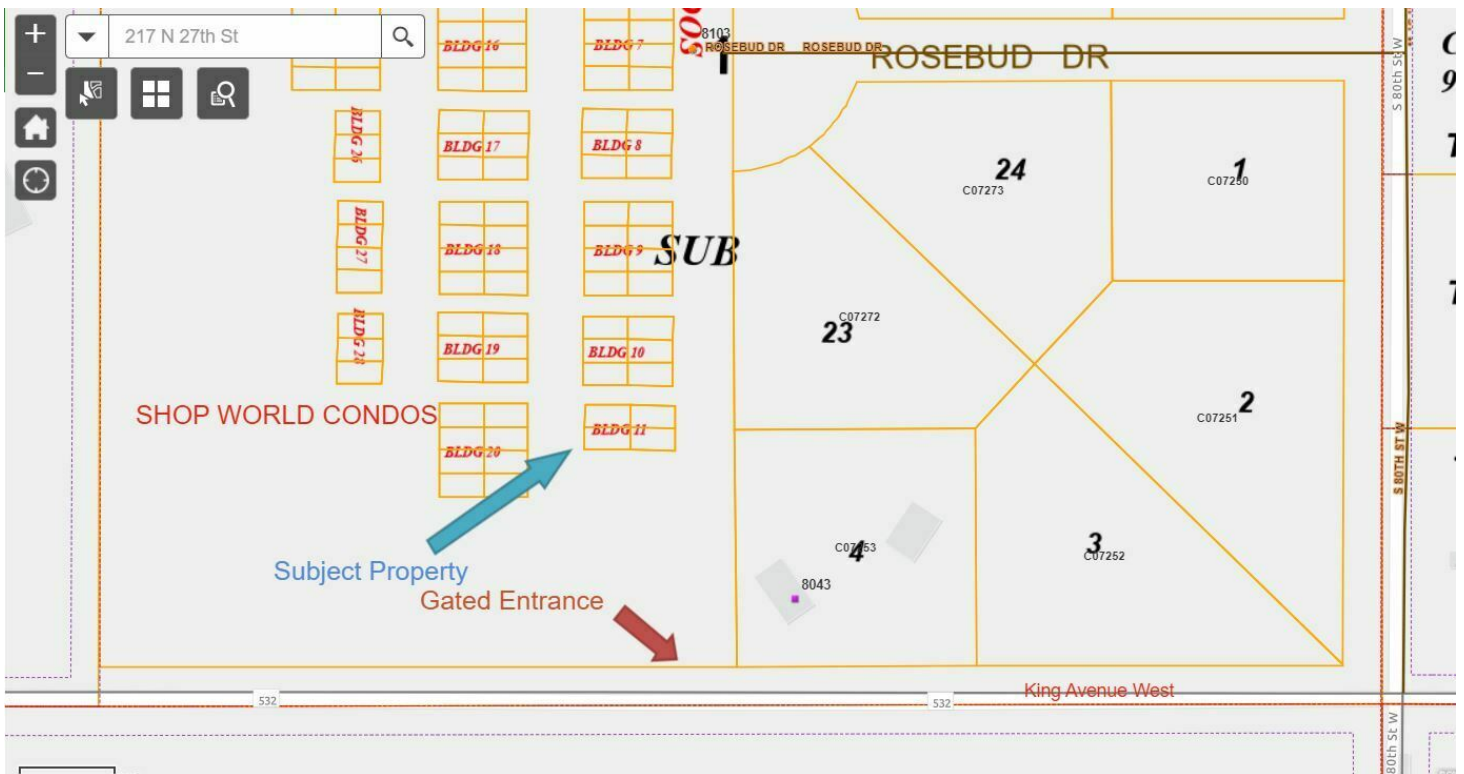 217 N 27th St
8103
ROSEBUD DR ROSEBUD DR
ROSEBUD DR
S 80th St W
BLDG 16
BLDG 7
BLDG 26
BLDG 17
BLDG 8
24
C07273
1
C07250
BLDG 27
BLDG 18
BLDG 9
SUB
C07272
23
BLDG 28
BLDG 19
BLDG 10
2
C07251
SHOP WORLD CONDOS
BLDG 11
BLDG 20
S 80TH ST W
4
3
C07252
Subject Property
8043
Gated Entrance
King Avenue West
532
532
80th St W